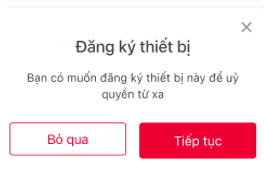 Đăng ký thiết bị
Bạn có muốn đăng ký thiết bị này để uỷ
quyền từ xa
Bỏ qua
Tiếp tục